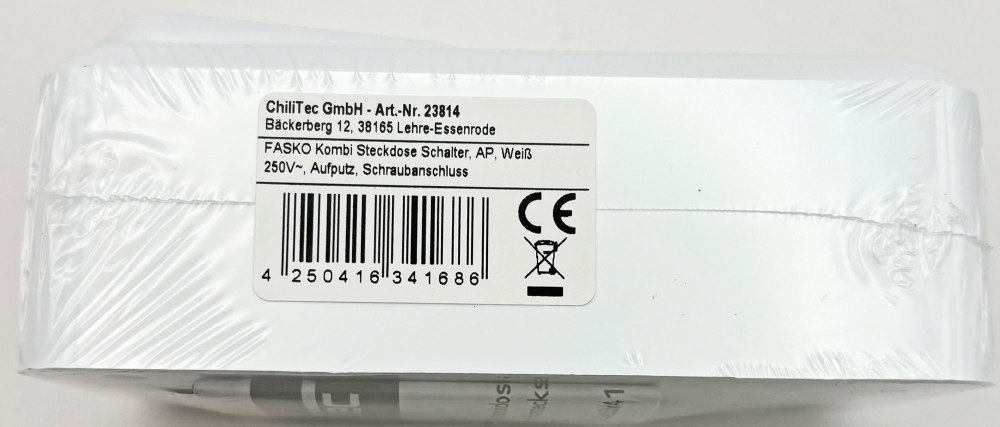 ChiliTec GmbH - Art.-Nr. 23814
Bäckerberg 12, 38165 Lehre-Essenrode
FASKO Kombi Steckdose Schalter, AP, Weiß
250V~, Aufputz, Schraubanschluss
CE
4 250416 341686